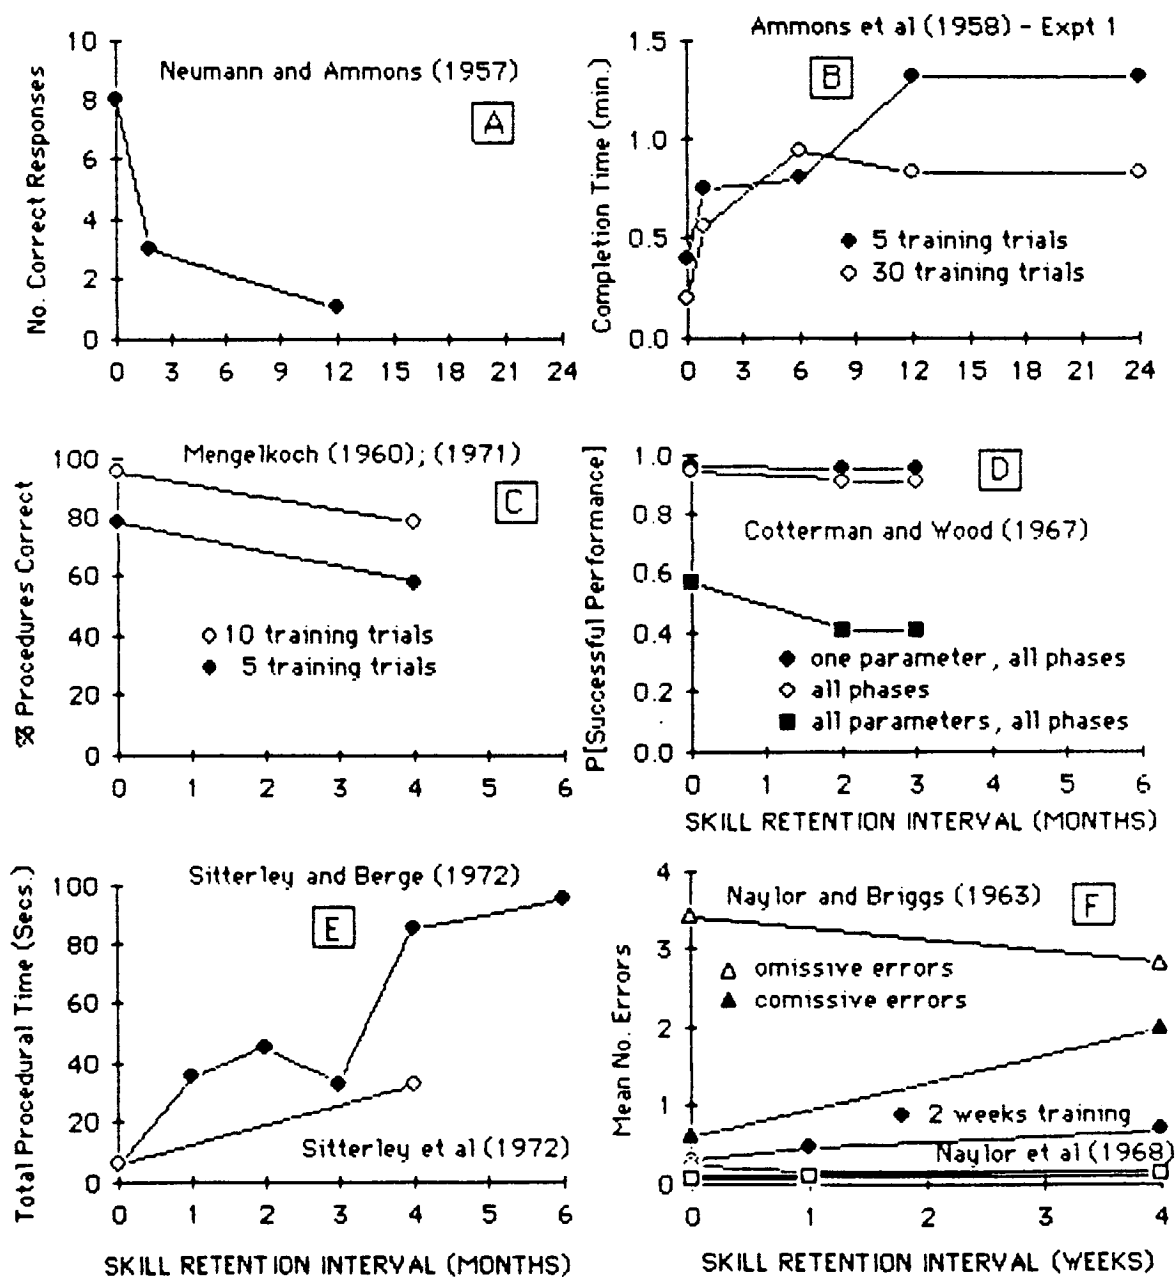 Neumann and Ammons (1957)
A
No. Correct Responses
10
8
6
4
2
0
0 3 6 9 12 15 18 21 24
Ammons et al (1958) - Expt 1
B
Completion Time (min.)
1.5
1.0
0.5
0.0
5 training trials
30 training trials
0 3 6 9 12 15 18 21 24
Mengelkoch (1960); (1971)
C
% Procedures Correct
100
80
60
40
20
0
10 training trials
5 training trials
0 1 2 3 4 5 6
D
Cotterman and Wood (1967)
P[Successful Performance]
1.0
0.8
0.6
0.4
0.2
0.0
one parameter, all phases
all phases
all parameters, all phases
0 1 2 3 4 5 6
SKILL RETENTION INTERVAL (MONTHS)
Sitterley and Berge (1972)
E
Total Procedural Time (Secs.)
100
80
60
40
20
0
Sitterley et al (1972)
0 1 2 3 4 5 6
SKILL RETENTION INTERVAL (MONTHS)
Naylor and Briggs (1963)
F
Mean No. Errors
4
3
2
1
0
omissive errors
comissive errors
2 weeks training
Naylor et al (1968)
0 1 2 3 4
SKILL RETENTION INTERVAL (WEEKS)